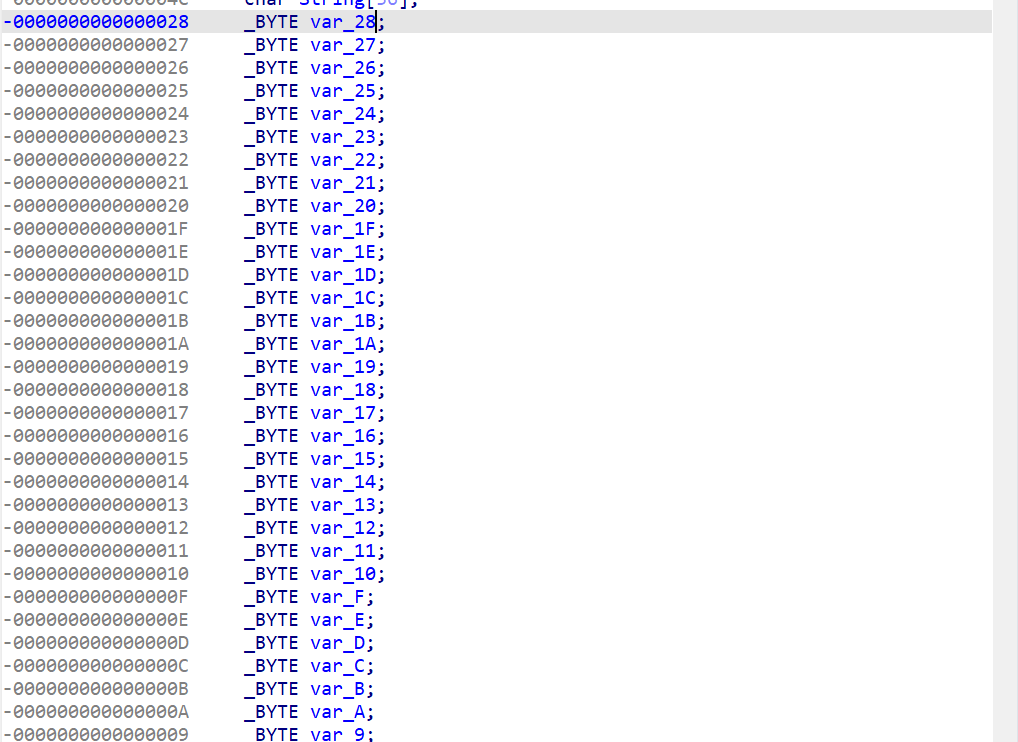 char String[36];
-0000000000000028 _BYTE var_28;
-0000000000000027 _BYTE var_27;
-0000000000000026 _BYTE var_26;
-0000000000000025 _BYTE var_25;
-0000000000000024 _BYTE var_24;
-0000000000000023 _BYTE var_23;
-0000000000000022 _BYTE var_22;
-0000000000000021 _BYTE var_21;
-0000000000000020 _BYTE var_20;
-000000000000001F _BYTE var_1F;
-000000000000001E _BYTE var_1E;
-000000000000001D _BYTE var_1D;
-000000000000001C _BYTE var_1C;
-000000000000001B _BYTE var_1B;
-000000000000001A _BYTE var_1A;
-0000000000000019 _BYTE var_19;
-0000000000000018 _BYTE var_18;
-0000000000000017 _BYTE var_17;
-0000000000000016 _BYTE var_16;
-0000000000000015 _BYTE var_15;
-0000000000000014 _BYTE var_14;
-0000000000000013 _BYTE var_13;
-0000000000000012 _BYTE var_12;
-0000000000000011 _BYTE var_11;
-0000000000000010 _BYTE var_10;
-000000000000000F _BYTE var_F;
-000000000000000E _BYTE var_E;
-000000000000000D _BYTE var_D;
-000000000000000C _BYTE var_C;
-000000000000000B _BYTE var_B;
-000000000000000A _BYTE var_A;
-0000000000000009 _BYTE var_9;